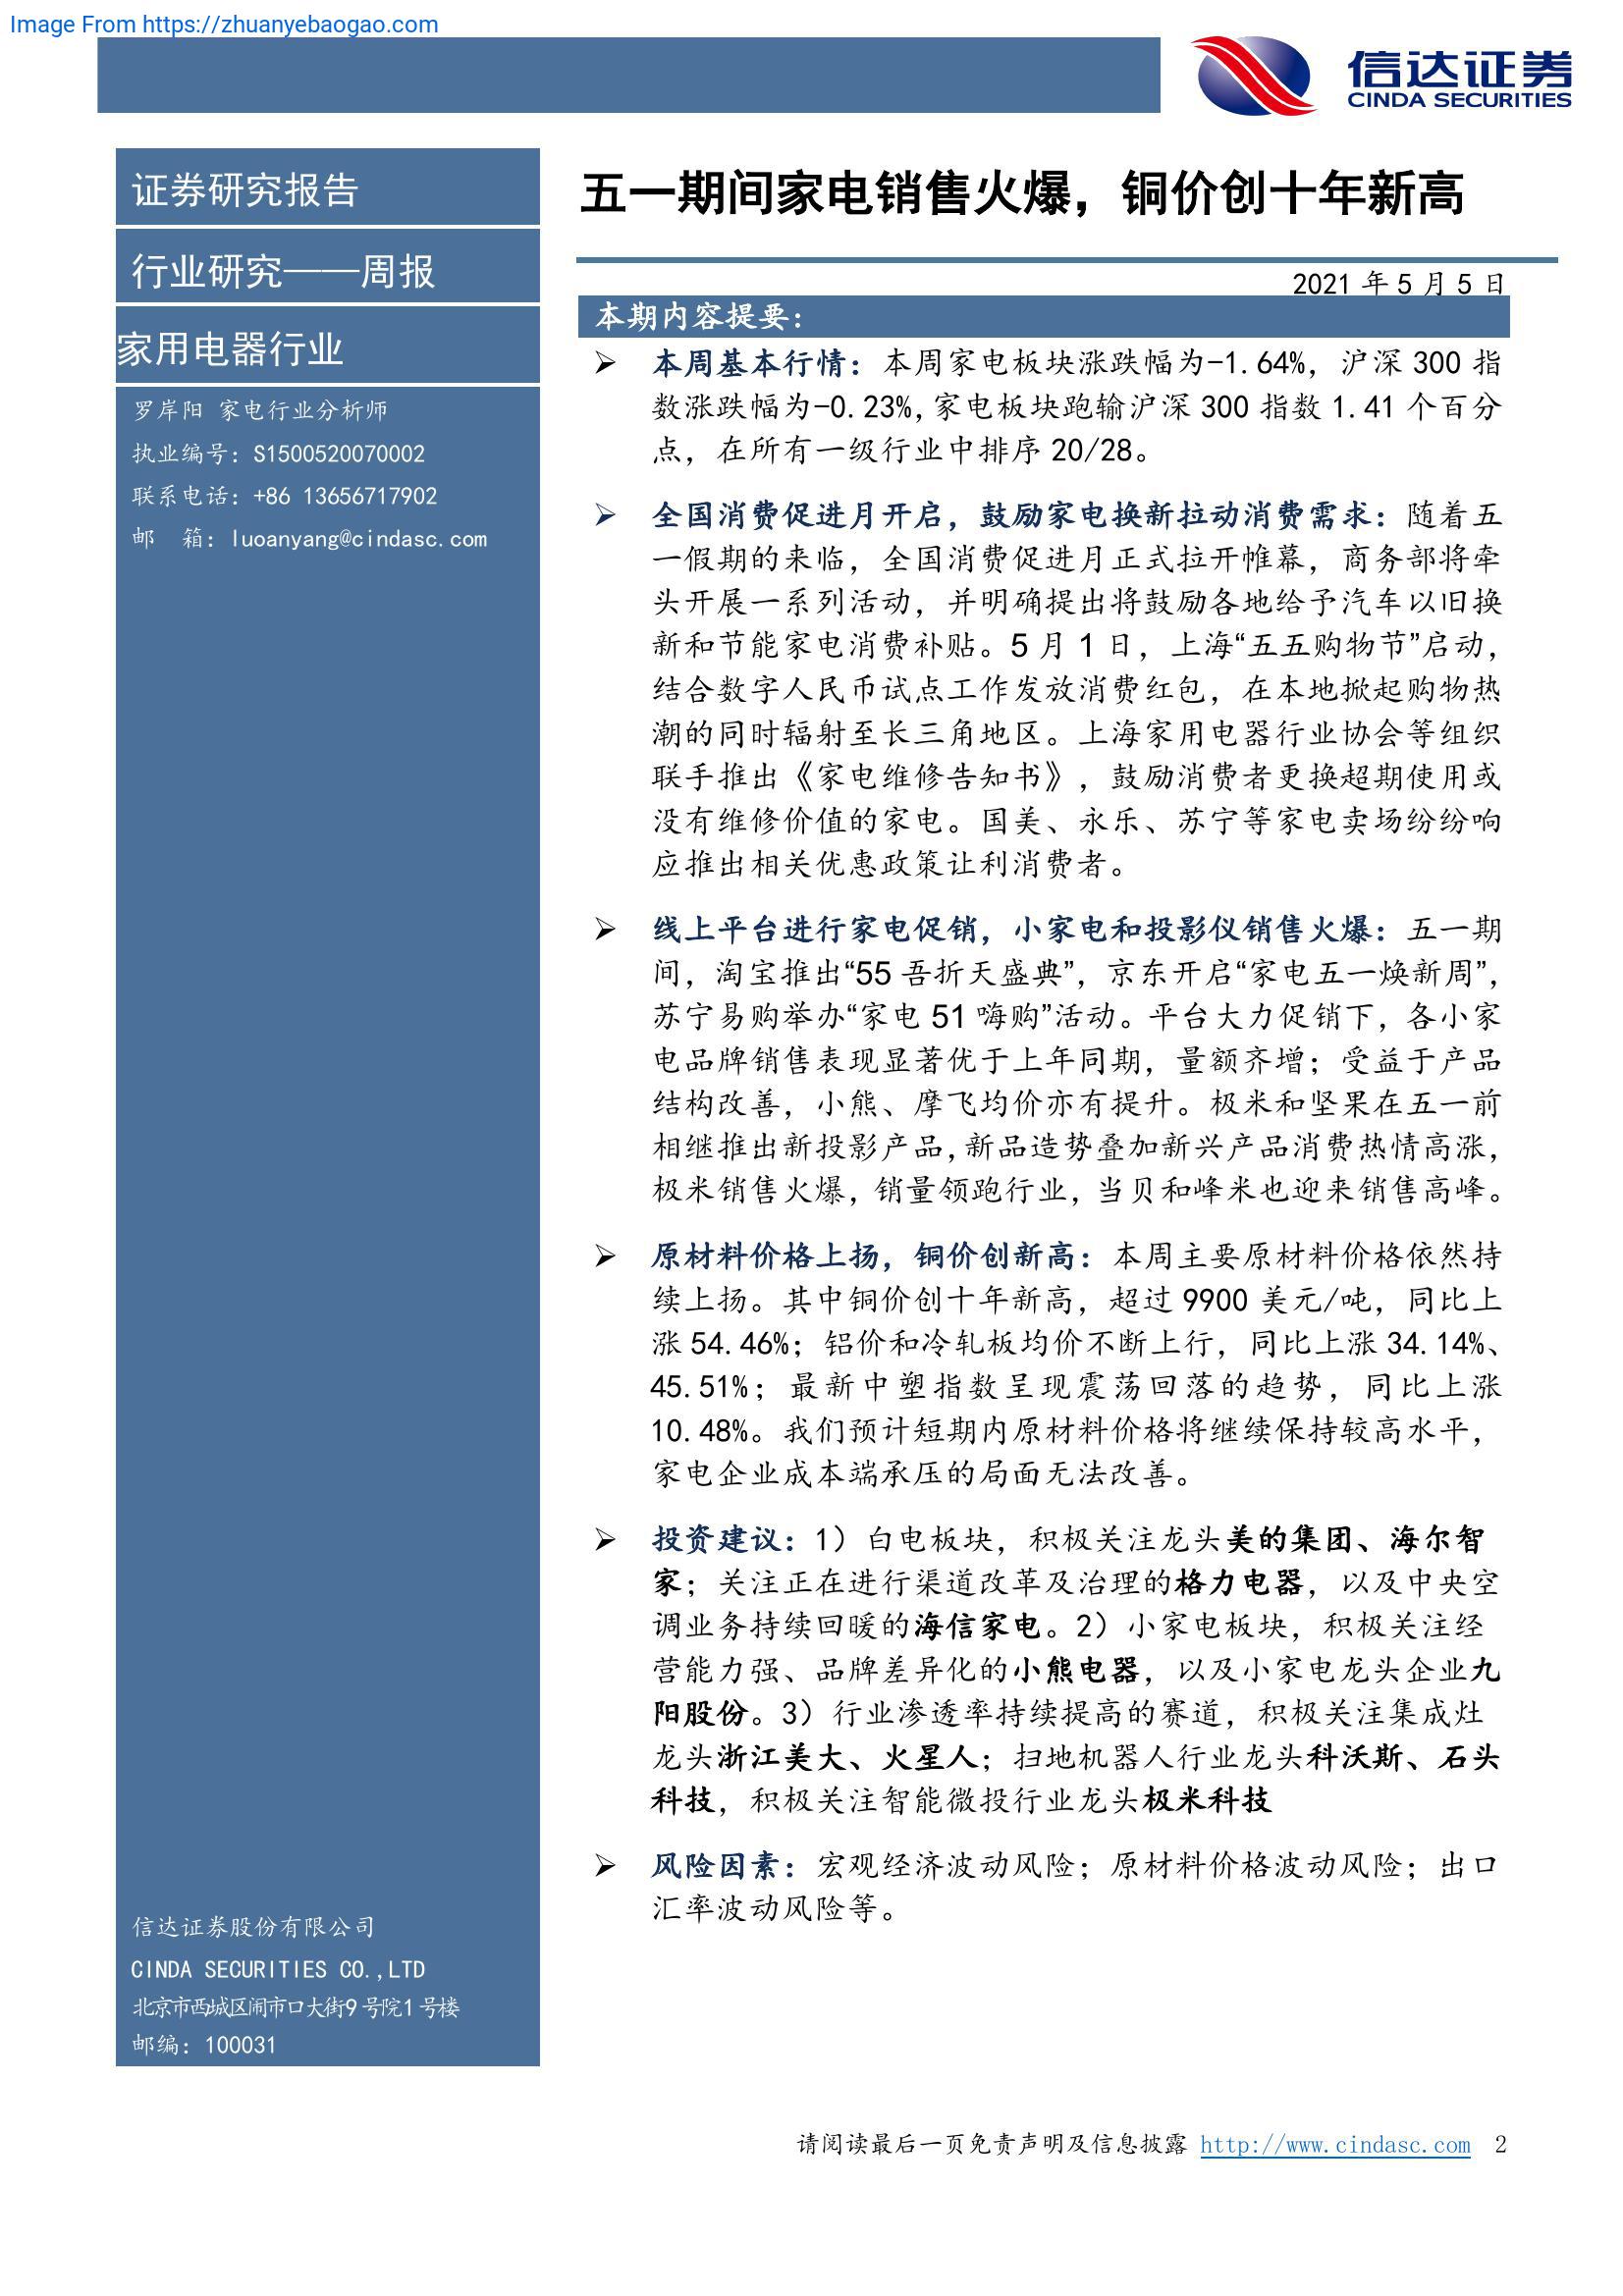 Image From https://zhuanyebaogao.com
信达证券
CINDA SECURITIES
证券研究报告
行业研究——周报
家用电器行业
罗岸阳 家电行业分析师
执业编号：S1500520070002
联系电话：+86 13656717902
邮 箱：luoanyang@cindasc.com
信达证券股份有限公司
CINDA SECURITIES CO.,LTD
北京市西城区闹市口大街9号院1号楼
邮编：100031
五一期间家电销售火爆，铜价创十年新高
2021 年 5 月 5 日
本期内容提要：
➢ 本周基本行情：本周家电板块涨跌幅为-1.64%，沪深 300 指
数涨跌幅为-0.23%,家电板块跑输沪深 300 指数 1.41 个百分
点，在所有一级行业中排序 20/28。
➢ 全国消费促进月开启，鼓励家电换新拉动消费需求：随着五
一假期的来临，全国消费促进月正式拉开帷幕，商务部将牵
头开展一系列活动，并明确提出将鼓励各地给予汽车以旧换
新和节能家电消费补贴。5 月 1 日，上海“五五购物节”启动，
结合数字人民币试点工作发放消费红包，在本地掀起购物热
潮的同时辐射至长三角地区。上海家用电器行业协会等组织
联手推出《家电维修告知书》，鼓励消费者更换超期使用或
没有维修价值的家电。国美、永乐、苏宁等家电卖场纷纷响
应推出相关优惠政策让利消费者。
➢ 线上平台进行家电促销，小家电和投影仪销售火爆：五一期
间，淘宝推出“55 吾折天盛典”，京东开启“家电五一焕新周”，
苏宁易购举办“家电 51 嗨购”活动。平台大力促销下，各小家
电品牌销售表现显著优于上年同期，量额齐增；受益于产品
结构改善，小熊、摩飞均价亦有提升。极米和坚果在五一前
相继推出新投影产品,新品造势叠加新兴产品消费热情高涨，
极米销售火爆，销量领跑行业，当贝和峰米也迎来销售高峰。
➢ 原材料价格上扬，铜价创新高：本周主要原材料价格依然持
续上扬。其中铜价创十年新高，超过 9900 美元/吨，同比上
涨 54.46%；铝价和冷轧板均价不断上行，同比上涨 34.14%、
45.51%；最新中塑指数呈现震荡回落的趋势，同比上涨
10.48%。我们预计短期内原材料价格将继续保持较高水平，
家电企业成本端承压的局面无法改善。
➢ 投资建议：1）白电板块，积极关注龙头美的集团、海尔智
家；关注正在进行渠道改革及治理的格力电器，以及中央空
调业务持续回暖的海信家电。2）小家电板块，积极关注经
营能力强、品牌差异化的小熊电器，以及小家电龙头企业九
阳股份。3）行业渗透率持续提高的赛道，积极关注集成灶
龙头浙江美大、火星人；扫地机器人行业龙头科沃斯、石头
科技，积极关注智能微投行业龙头极米科技
➢ 风险因素：宏观经济波动风险；原材料价格波动风险；出口
汇率波动风险等。
请阅读最后一页免责声明及信息披露 http://www.cindasc.com 2